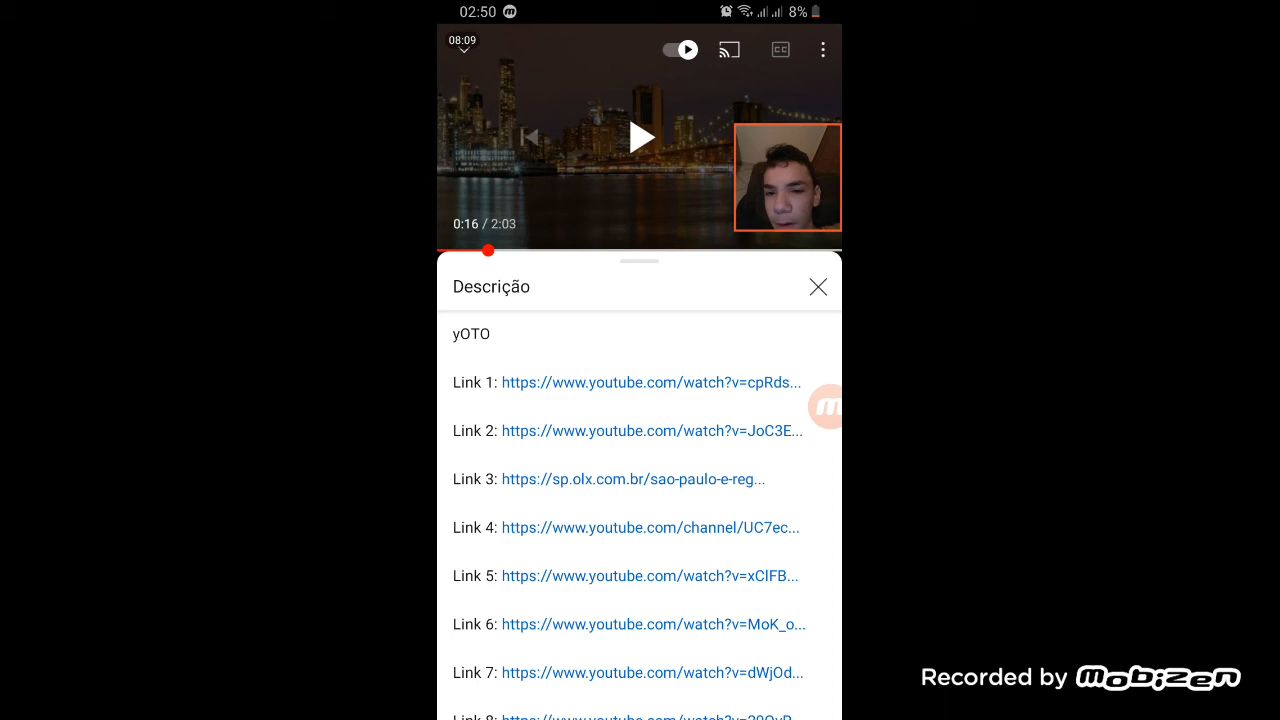 02:50
8%
08:09
CC
0:16 / 2:03
Descrição
yOTO
Link 1: https://www.youtube.com/watch?v=cpRds...
Link 2: https://www.youtube.com/watch?v=JoC3E...
Link 3: https://sp.olx.com.br/sao-paulo-e-reg...
Link 4: https://www.youtube.com/channel/UC7ec...
Link 5: https://www.youtube.com/watch?v=xClFB...
Link 6: https://www.youtube.com/watch?v=MoK_o...
Link 7: https://www.youtube.com/watch?v=dWjOd...
Recorded by mobizen